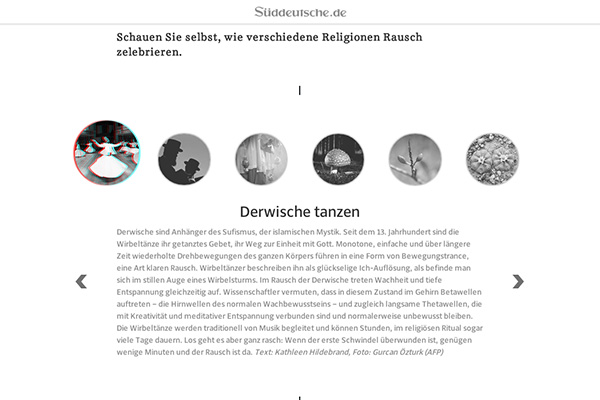 Süddeutsche.de
Schauen Sie selbst, wie verschiedene Religionen Rausch
zelebrieren.
Derwische tanzen
Derwische sind Anhänger des Sufismus, der islamischen Mystik. Seit dem 13. Jahrhundert sind die
Wirbeltänze ihr getanztes Gebet, ihr Weg zur Einheit mit Gott. Monotone, einfache und über längere
Zeit wiederholte Drehbewegungen des ganzen Körpers führen in eine Form von Bewegungstrance,
eine Art klaren Rausch. Wirbeltänzer beschreiben ihn als glückselige Ich-Auflösung, als befinde man
sich im stillen Auge eines Wirbelsturms. Im Rausch der Derwische treten Wachheit und tiefe
Entspannung gleichzeitig auf. Wissenschaftler vermuten, dass in diesem Zustand im Gehirn Betawellen
auftreten – die Hirnwellen des normalen Wachbewusstseins – und zugleich langsame Thetawellen, die
mit Kreativität und meditativer Entspannung verbunden sind und normalerweise unbewusst bleiben.
Die Wirbeltänze werden traditionell von Musik begleitet und können Stunden, im religiösen Ritual sogar
viele Tage dauern. Los geht es aber ganz rasch: Wenn der erste Schwindel überwunden ist, genügen
wenige Minuten und der Rausch ist da. Text: Kathleen Hildebrand, Foto: Gurcan Özturk (AFP)